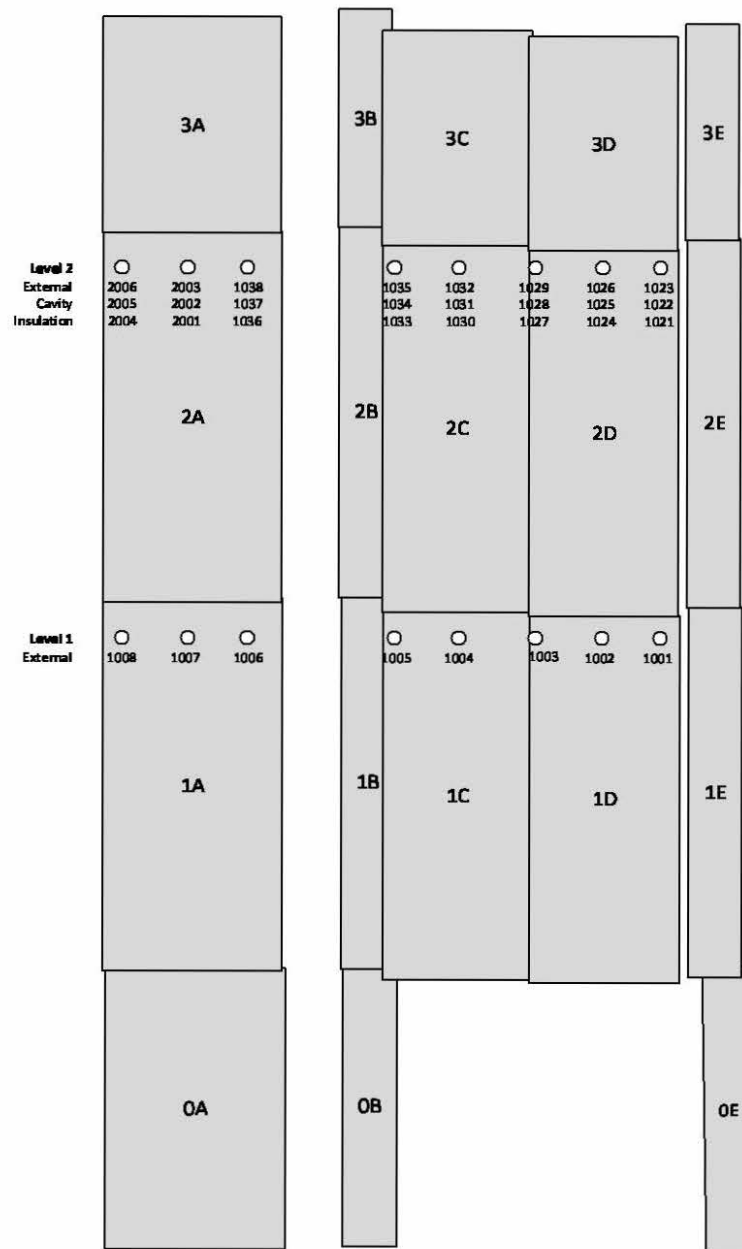 3A 3B 3C 3D 3E
Level 2
External 2006 2003 1038 1035 1032 1029 1026 1023
Cavity 2005 2002 1037 1034 1031 1028 1025 1022
Insulation 2004 2001 1036 1033 1030 1027 1024 1021
2A 2B 2C 2D 2E
Level 1
External 1008 1007 1006 1005 1004 1003 1002 1001
1A 1B 1C 1D 1E
0A 0B 0E